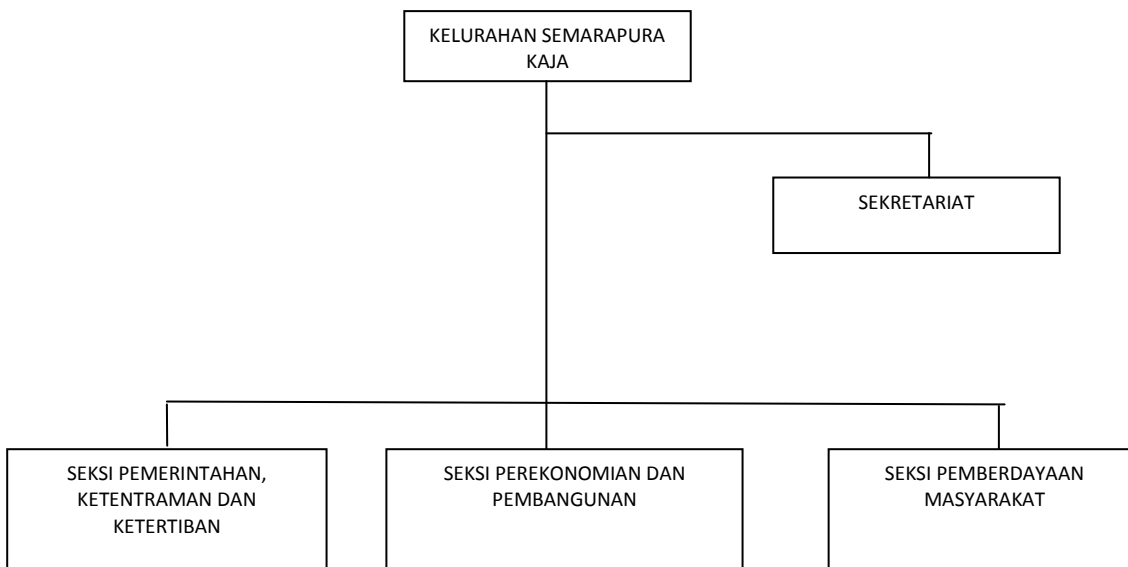 KELURAHAN SEMARAPURA
KAJA
SEKRETARIAT
SEKSI PEMERINTAHAN,
KETENTRAMAN DAN
KETERTIBAN
SEKSI PEREKONOMIAN DAN
PEMBANGUNAN
SEKSI PEMBERDAYAAN
MASYARAKAT